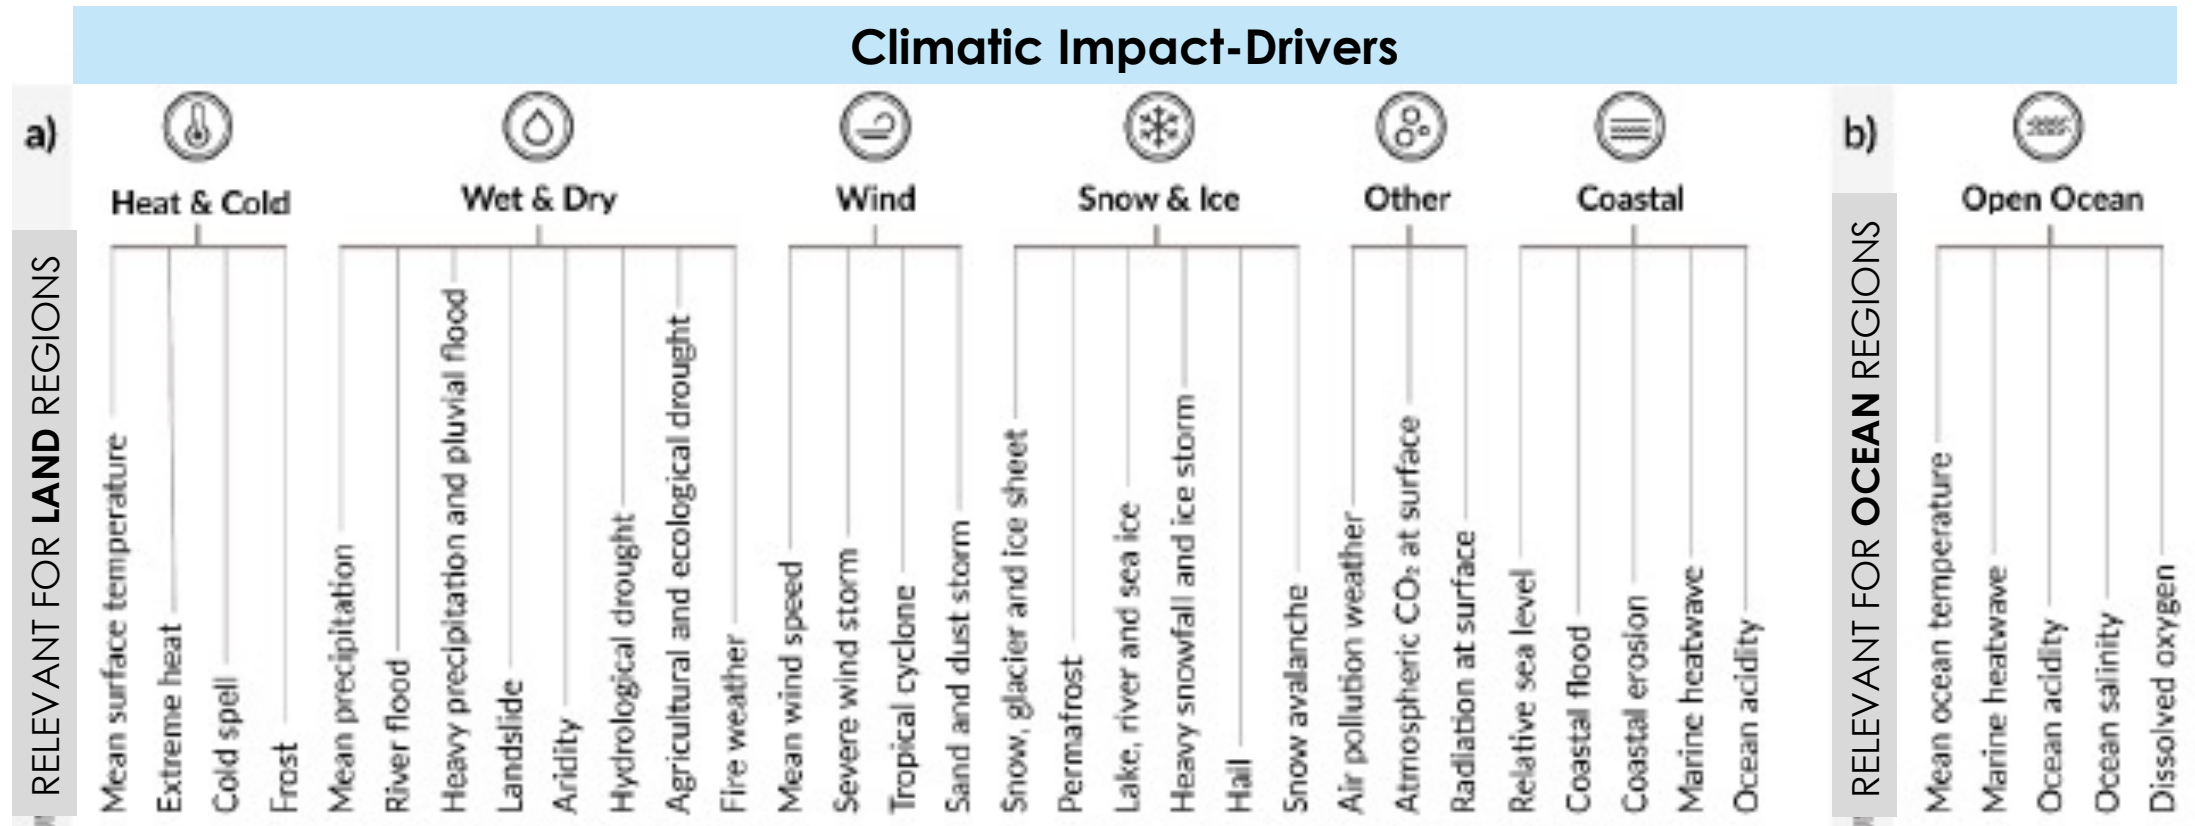 Climatic Impact-Drivers
a)
RELEVANT FOR LAND REGIONS
Heat & Cold
Mean surface temperature
Extreme heat
Cold spell
Frost
Wet & Dry
Mean precipitation
River flood
Heavy precipitation and pluvial flood
Landslide
Aridity
Hydrological drought
Agricultural and ecological drought
Fire weather
Wind
Mean wind speed
Severe wind storm
Tropical cyclone
Sand and dust storm
Snow & Ice
Snow, glacier and ice sheet
Permafrost
Lake, river and sea ice
Heavy snowfall and ice storm
Hail
Snow avalanche
Other
Air pollution weather
Atmospheric CO₂ at surface
Radiation at surface
Coastal
Relative sea level
Coastal flood
Coastal erosion
Marine heatwave
Ocean acidity
b)
RELEVANT FOR OCEAN REGIONS
Open Ocean
Mean ocean temperature
Marine heatwave
Ocean acidity
Ocean salinity
Dissolved oxygen